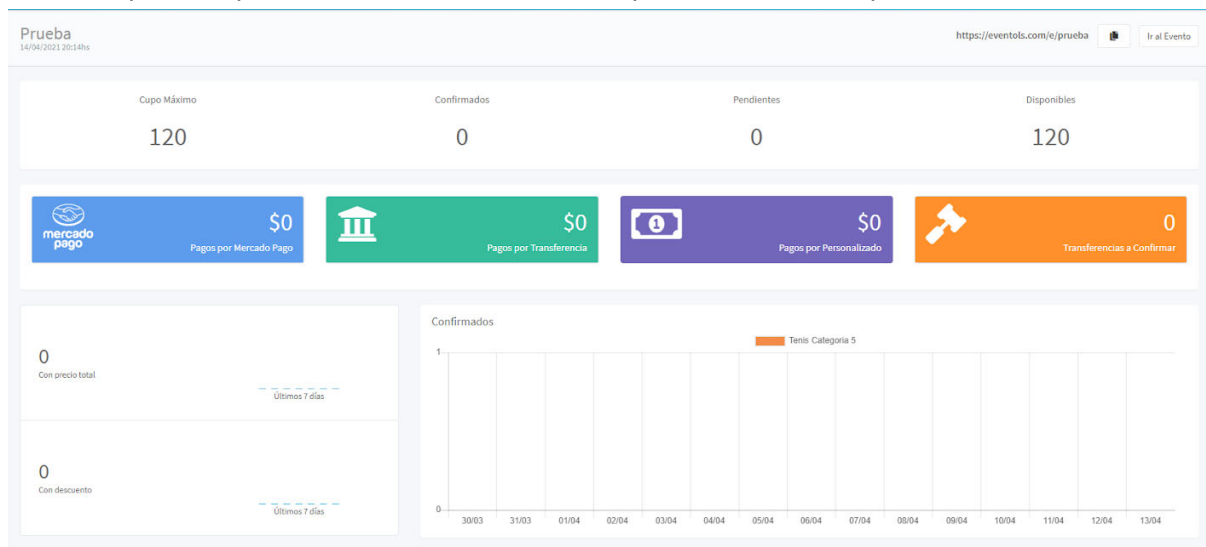 Prueba
14/04/2021 20:14hs
https://eventols.com/e/prueba
Ir al Evento
Cupo Máximo
Confirmados
Pendientes
Disponibles
120
0
0
120
mercado
pago
$0
Pagos por Mercado Pago
$0
Pagos por Transferencia
1
$0
Pagos por Personalizado
0
Transferencias a Confirmar
0
Con precio total
Últimos 7 días
0
Con descuento
Últimos 7 días
Confirmados
Tenis Categoria 5
1
0
30/03 31/03 01/04 02/04 03/04 04/04 05/04 06/04 07/04 08/04 09/04 10/04 11/04 12/04 13/04